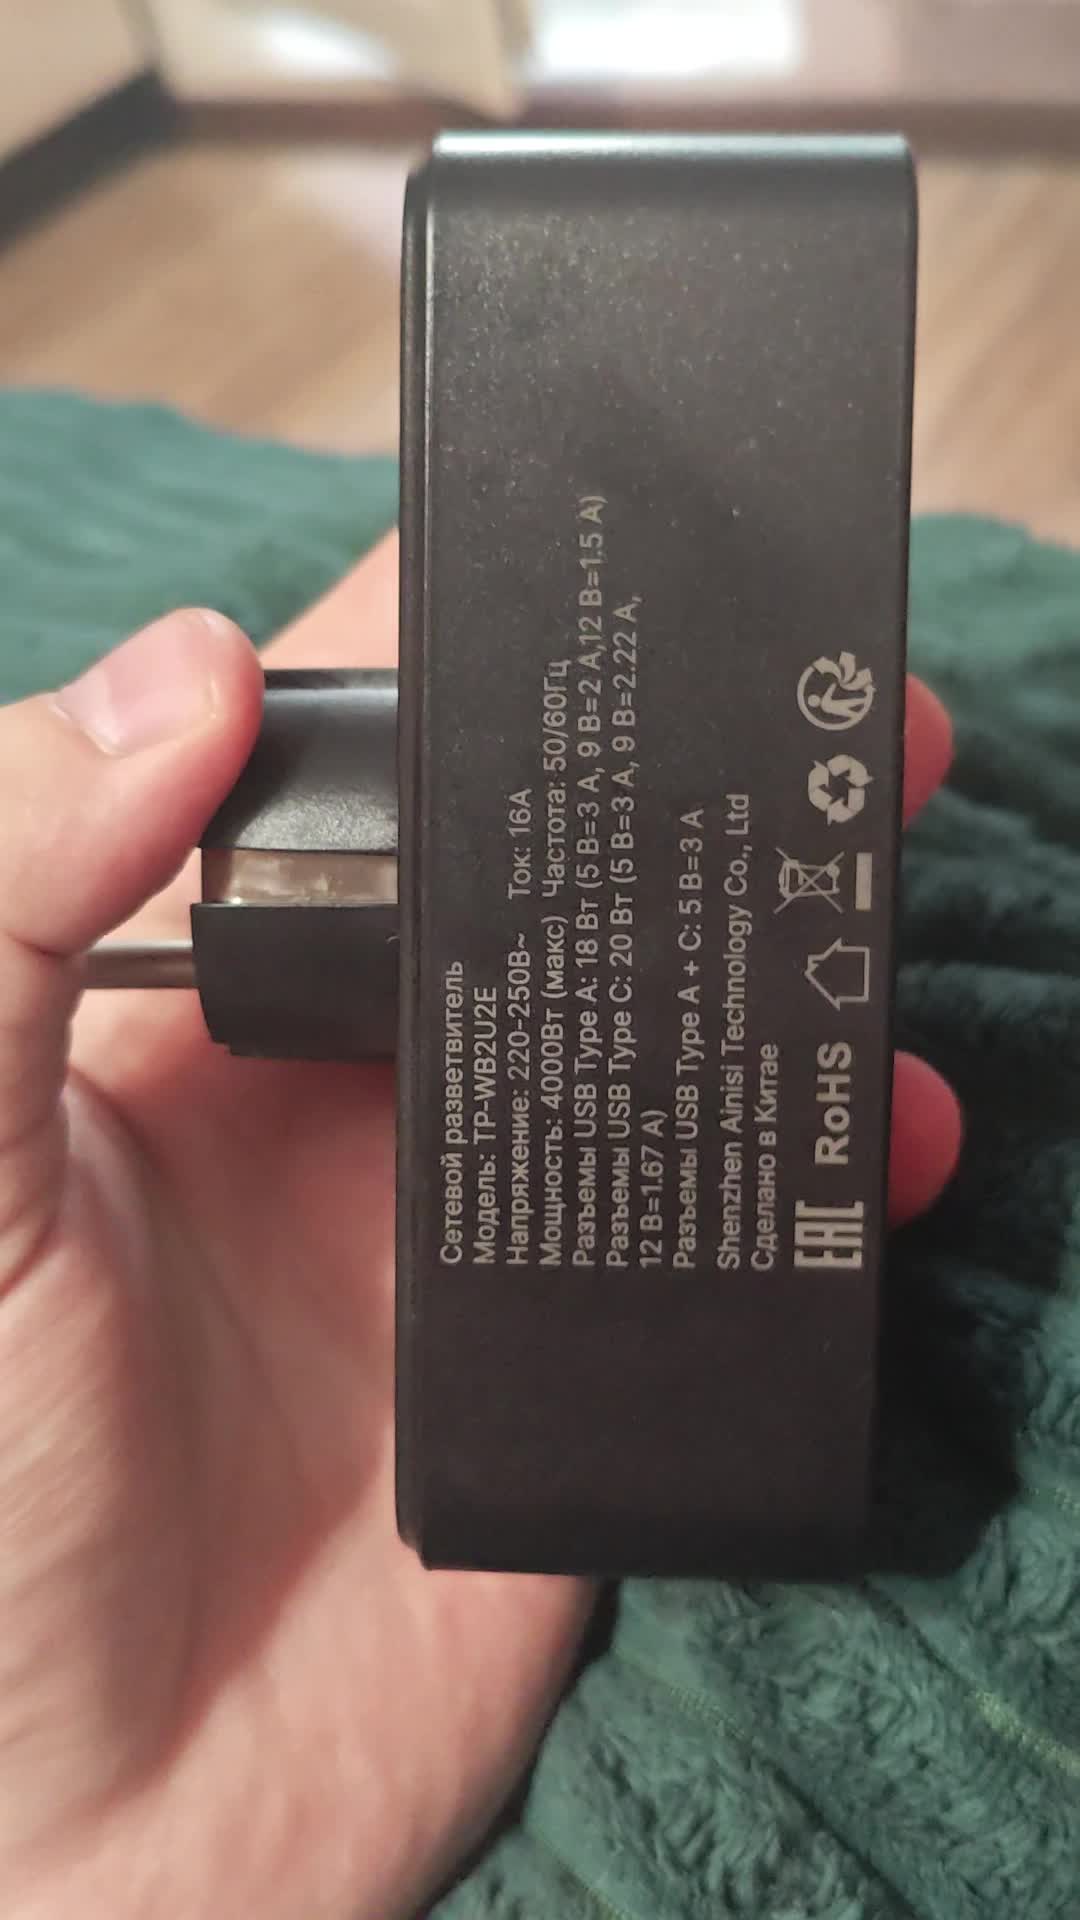 Сетевой разветвитель
Модель: TP-WB2U2E
Напряжение: 220-250В~ Ток: 16А
Мощность: 4000Вт (макс) Частота: 50/60Гц
Разъемы USB Type A: 18 Вт (5 В=3 А, 9 В=2 А,12 В=1.5 А)
Разъемы USB Type C: 20 Вт (5 В=3 А, 9 В=2.22 А,
12 В=1.67 А)
Разъемы USB Type A + C: 5 В=3 А
Shenzhen Ainisi Technology Co., Ltd
Сделано в Китае
EAC RoHS